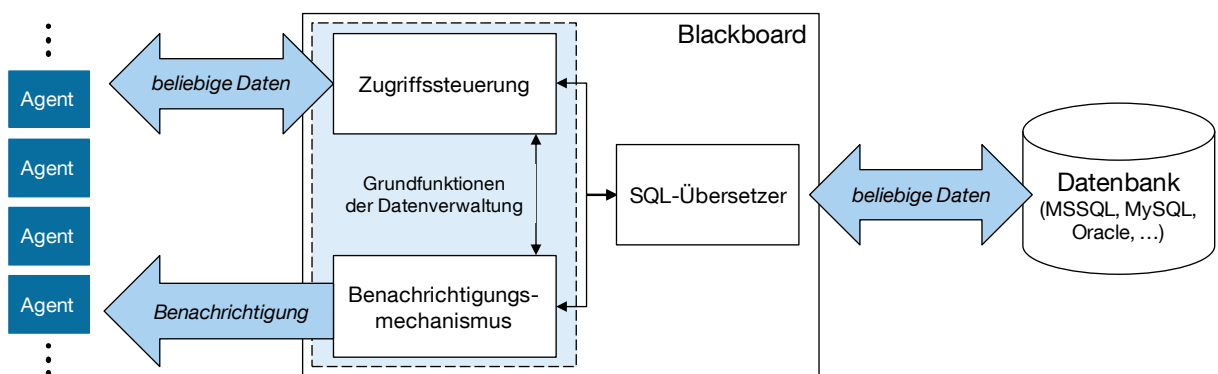 Blackboard
Agent
Agent
Agent
Agent
beliebige Daten
Benachrichtigung
Zugriffssteuerung
Grundfunktionen
der Datenverwaltung
Benachrichtigungs-
mechanismus
SQL-Übersetzer
beliebige Daten
Datenbank
(MSSQL, MySQL,
Oracle, …)